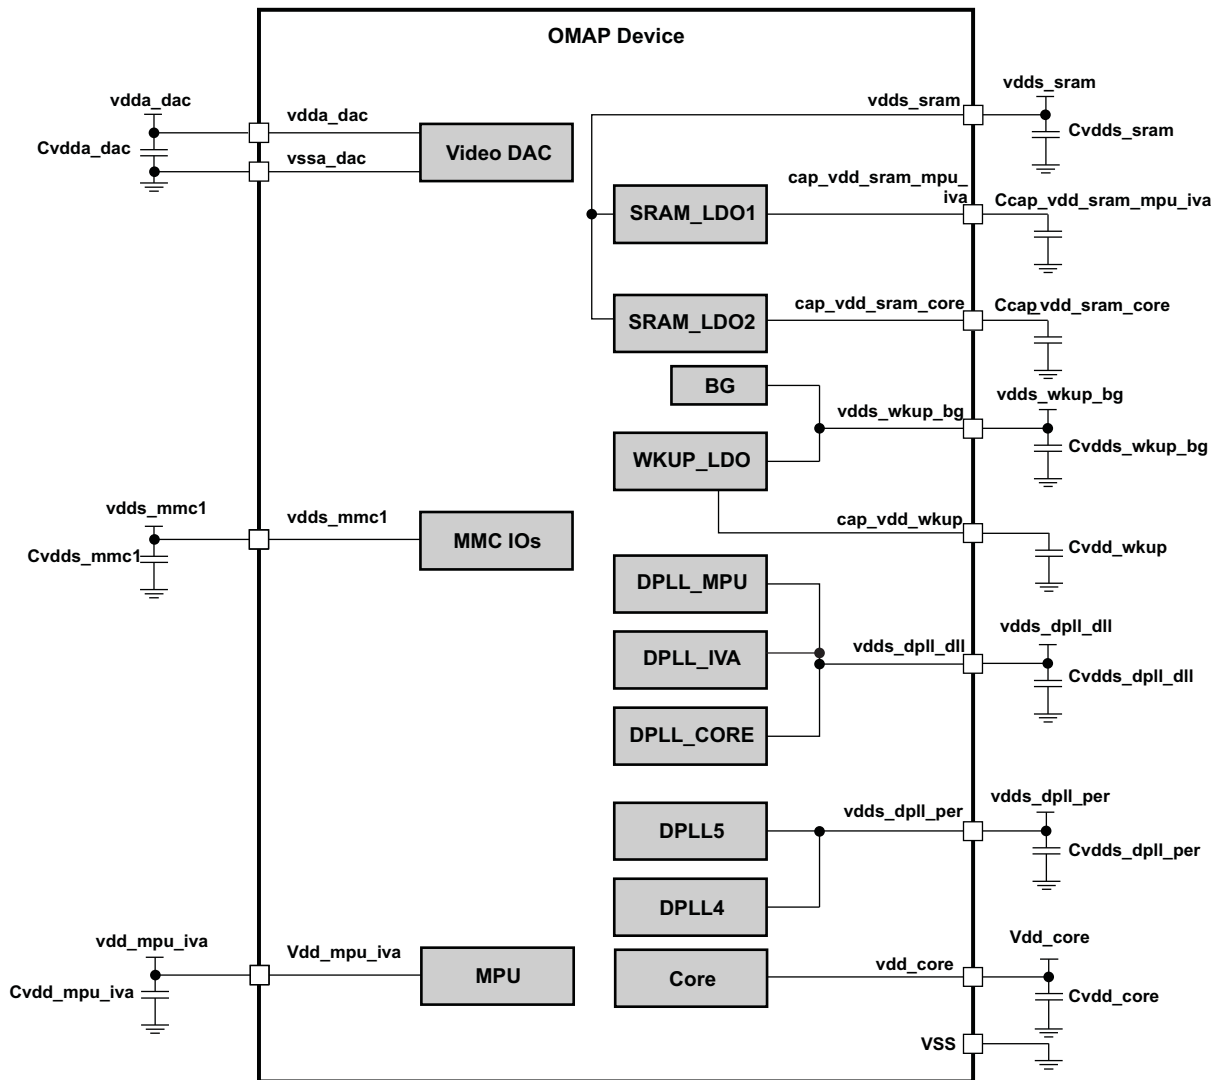 OMAP Device
vdda_dac
vdda_dac
Cvdda_dac
vssa_dac
Video DAC
vdds_sram
vdds_sram
Cvdds_sram
cap_vdd_sram_mpu_
iva
SRAM_LDO1
Ccap_vdd_sram_mpu_iva
SRAM_LDO2
cap_vdd_sram_core
Ccap_vdd_sram_core
BG
vdds_wkup_bg
vdds_wkup_bg
Cvdds_wkup_bg
WKUP_LDO
cap_vdd_wkup
Cvdd_wkup
vdds_mmc1
vdds_mmc1
Cvdds_mmc1
MMC IOs
DPLL_MPU
DPLL_IVA
DPLL_CORE
vdds_dpll_dll
vdds_dpll_dll
Cvdds_dpll_dll
DPLL5
DPLL4
vdds_dpll_per
vdds_dpll_per
Cvdds_dpll_per
vdd_mpu_iva
Vdd_mpu_iva
Cvdd_mpu_iva
MPU
Core
vdd_core
Vdd_core
Cvdd_core
VSS